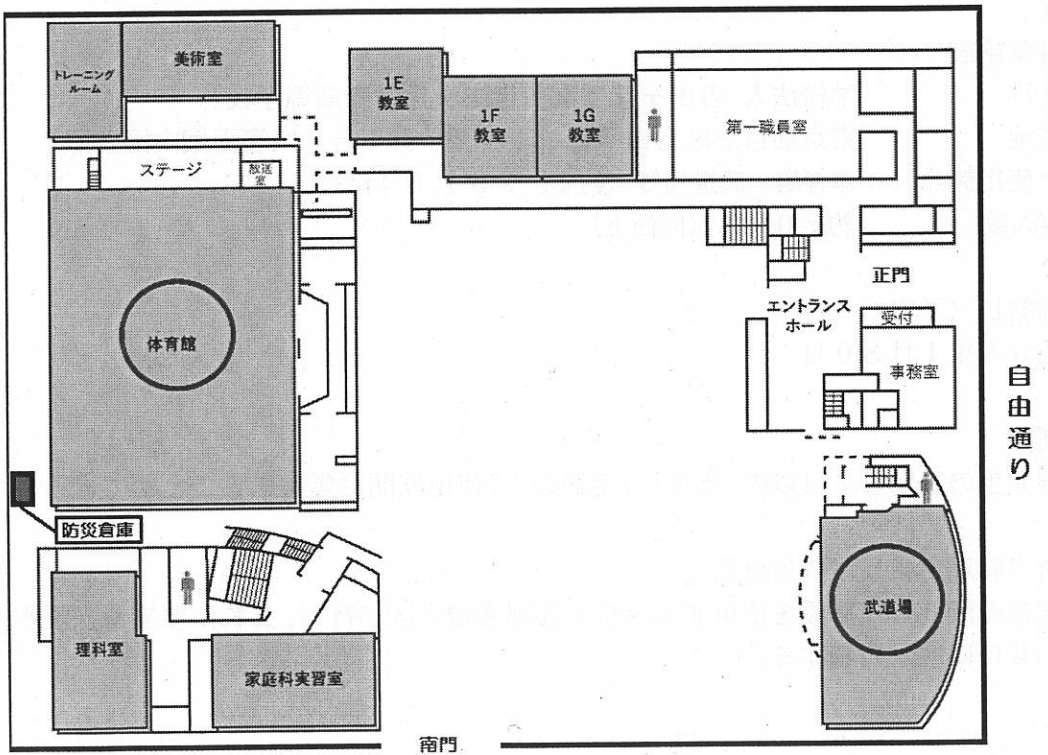 美術室
トレーニング
ルーム
1E
教室
1F
教室
1G
教室
第一職員室
ステージ
放送
室
正門
エントランス
ホール
受付
事務室
体育館
自由通り
防災倉庫
武道場
理科室
家庭科実習室
南門